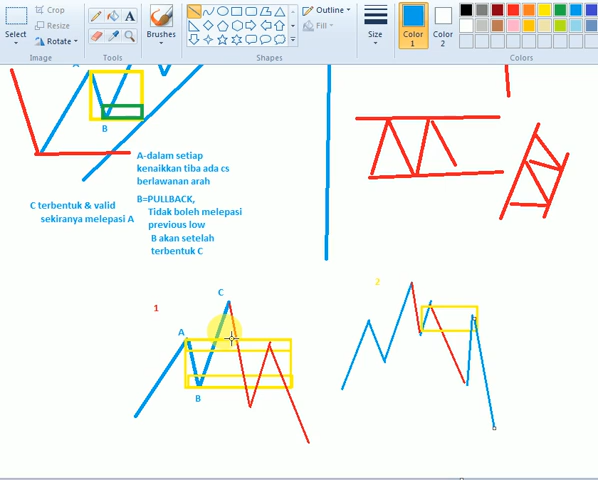 Crop
Resize
Rotate
Select
Image
A
Tools
Brushes
Outline
Fill
Shapes
Size
Color
1
Color
2
Colors
A
B
A-dalam setiap
kenaikkan tiba ada cs
berlawanan arah
B=PULLBACK,
Tidak boleh melepasi
previous low
B akan setelah
terbentuk C
C terbentuk & valid
sekiranya melepasi A
1
C
A
B
2